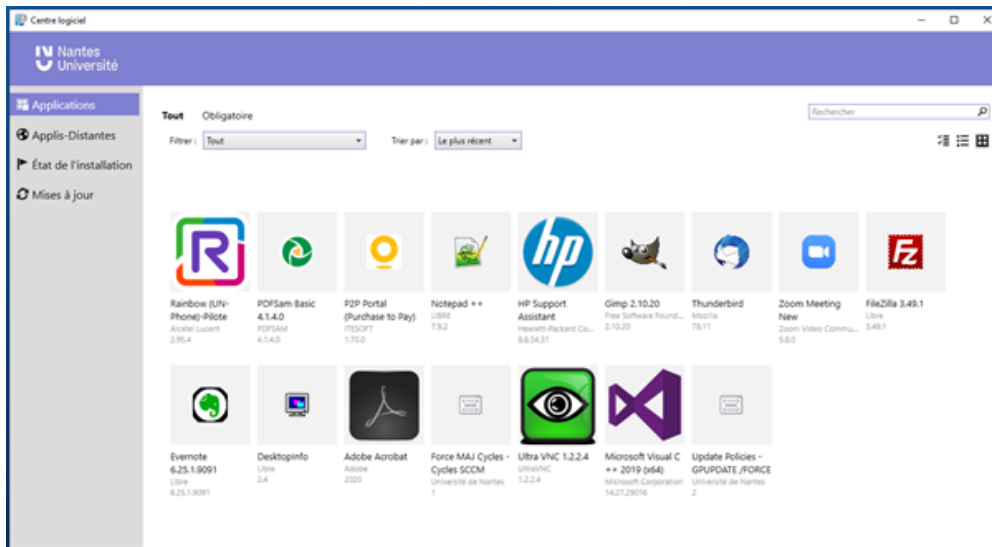 Centre logiciel
Nantes
Université
Applications
Applis-Distantes
État de l'installation
Mises à jour
Tout Obligatoire
Rechercher
Filtrer : Tout Trier par : Le plus récent
Rainbow (UN-
Phone)-Pilote
Alcatel Lucent
2.95.4
PDFSam Basic
4.1.4.0
PDFSAM
4.1.4.0
P2P Portal
(Purchase to Pay)
ITESOFT
1.70.0
Notepad ++
LIBRE
7.9.2
hp
HP Support
Assistant
Hewlett-Packard Co...
8.8.34.31
Gimp 2.10.20
Free Software Found...
2.10.20
Thunderbird
Mozilla
78.11
Zoom Meeting
New
Zoom Video Commu...
5.8.0
Fz
FileZilla 3.49.1
Libre
3.49.1
Evernote
6.25.1.9091
Libre
6.25.1.9091
DesktopInfo
Libre
2.4
Adobe Acrobat
Adobe
2020
Force MAJ Cycles -
Cycles SCCM
Université de Nantes
1
Ultra VNC 1.2.2.4
UltraVNC
1.2.2.4
Microsoft Visual C
++ 2019 (x64)
Microsoft Corporation
14.27.29016
Update Policies -
GPUPDATE /FORCE
Université de Nantes
2